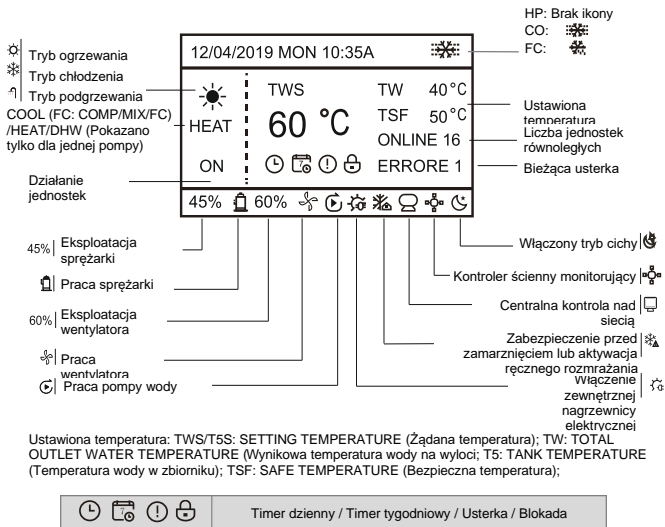 HP: Brak ikony
CO:
FC:
Tryb ogrzewania
Tryb chłodzenia
Tryb podgrzewania
COOL (FC: COMP/MIX/FC)
/HEAT/DHW (Pokazano
tylko dla jednej pompy)
Działanie
jednostek
12/04/2019 MON 10:35A
HEAT
ON
TWS
60 °C
TW 40°C
TSF 50°C
ONLINE 16
ERRORE 1
45% 60%
Ustawiona
temperatura
Liczba jednostek
równoległych
Bieżąca usterka
45% Eksploatacja
sprężarki
Praca sprężarki
60% Eksploatacja
wentylatora
Praca
wentylatora
Praca pompy wody
Włączony tryb cichy
Kontroler ścienny monitorujący
Centralna kontrola nad
siecią
Zabezpieczenie przed
zamarznięciem lub aktywacja
ręcznego rozmrażania
Włączenie
zewnętrznej
nagrzewnicy
elektrycznej
Ustawiona temperatura: TWS/T5S: SETTING TEMPERATURE (Żądana temperatura); TW: TOTAL
OUTLET WATER TEMPERATURE (Wynikowa temperatura wody na wyloci; T5: TANK TEMPERATURE
(Temperatura wody w zbiorniku); TSF: SAFE TEMPERATURE (Bezpieczna temperatura);
Timer dzienny / Timer tygodniowy / Usterka / Blokada